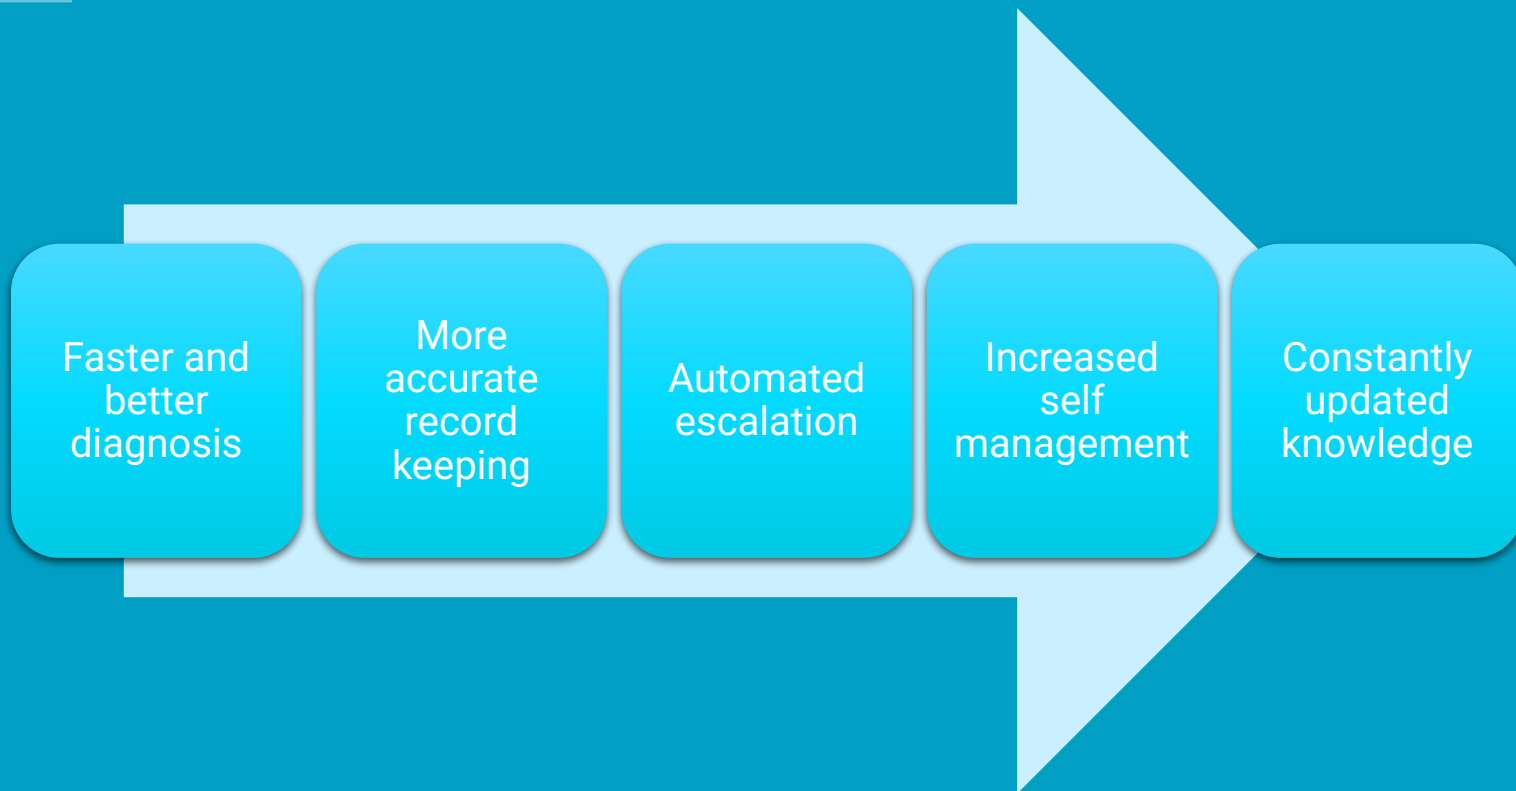 Faster and
better
diagnosis
More
accurate
record
keeping
Automated
escalation
Increased
self
management
Constantly
updated
knowledge